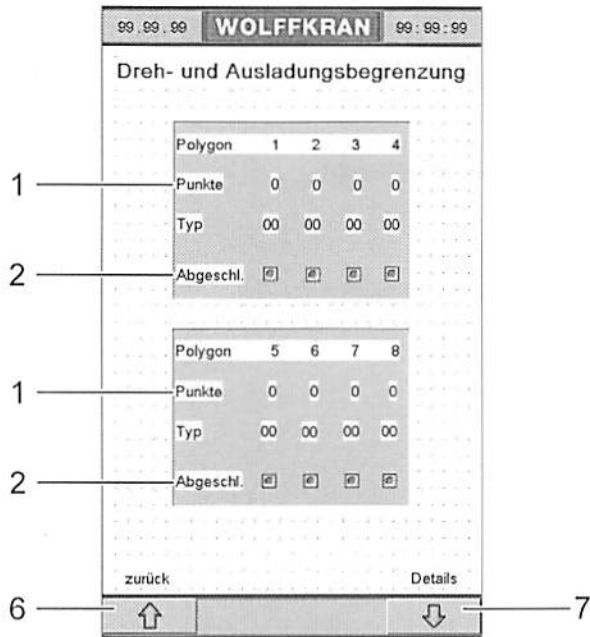 99.99.99 WOLFFKRAN 99:99:99
Dreh- und Ausladungsbegrenzung
Polygon 1 2 3 4
1 Punkte 0 0 0 0
Typ 00 00 00 00
2 Abgeschl.
Polygon 5 6 7 8
1 Punkte 0 0 0 0
Typ 00 00 00 00
2 Abgeschl.
zurück Details
6 7